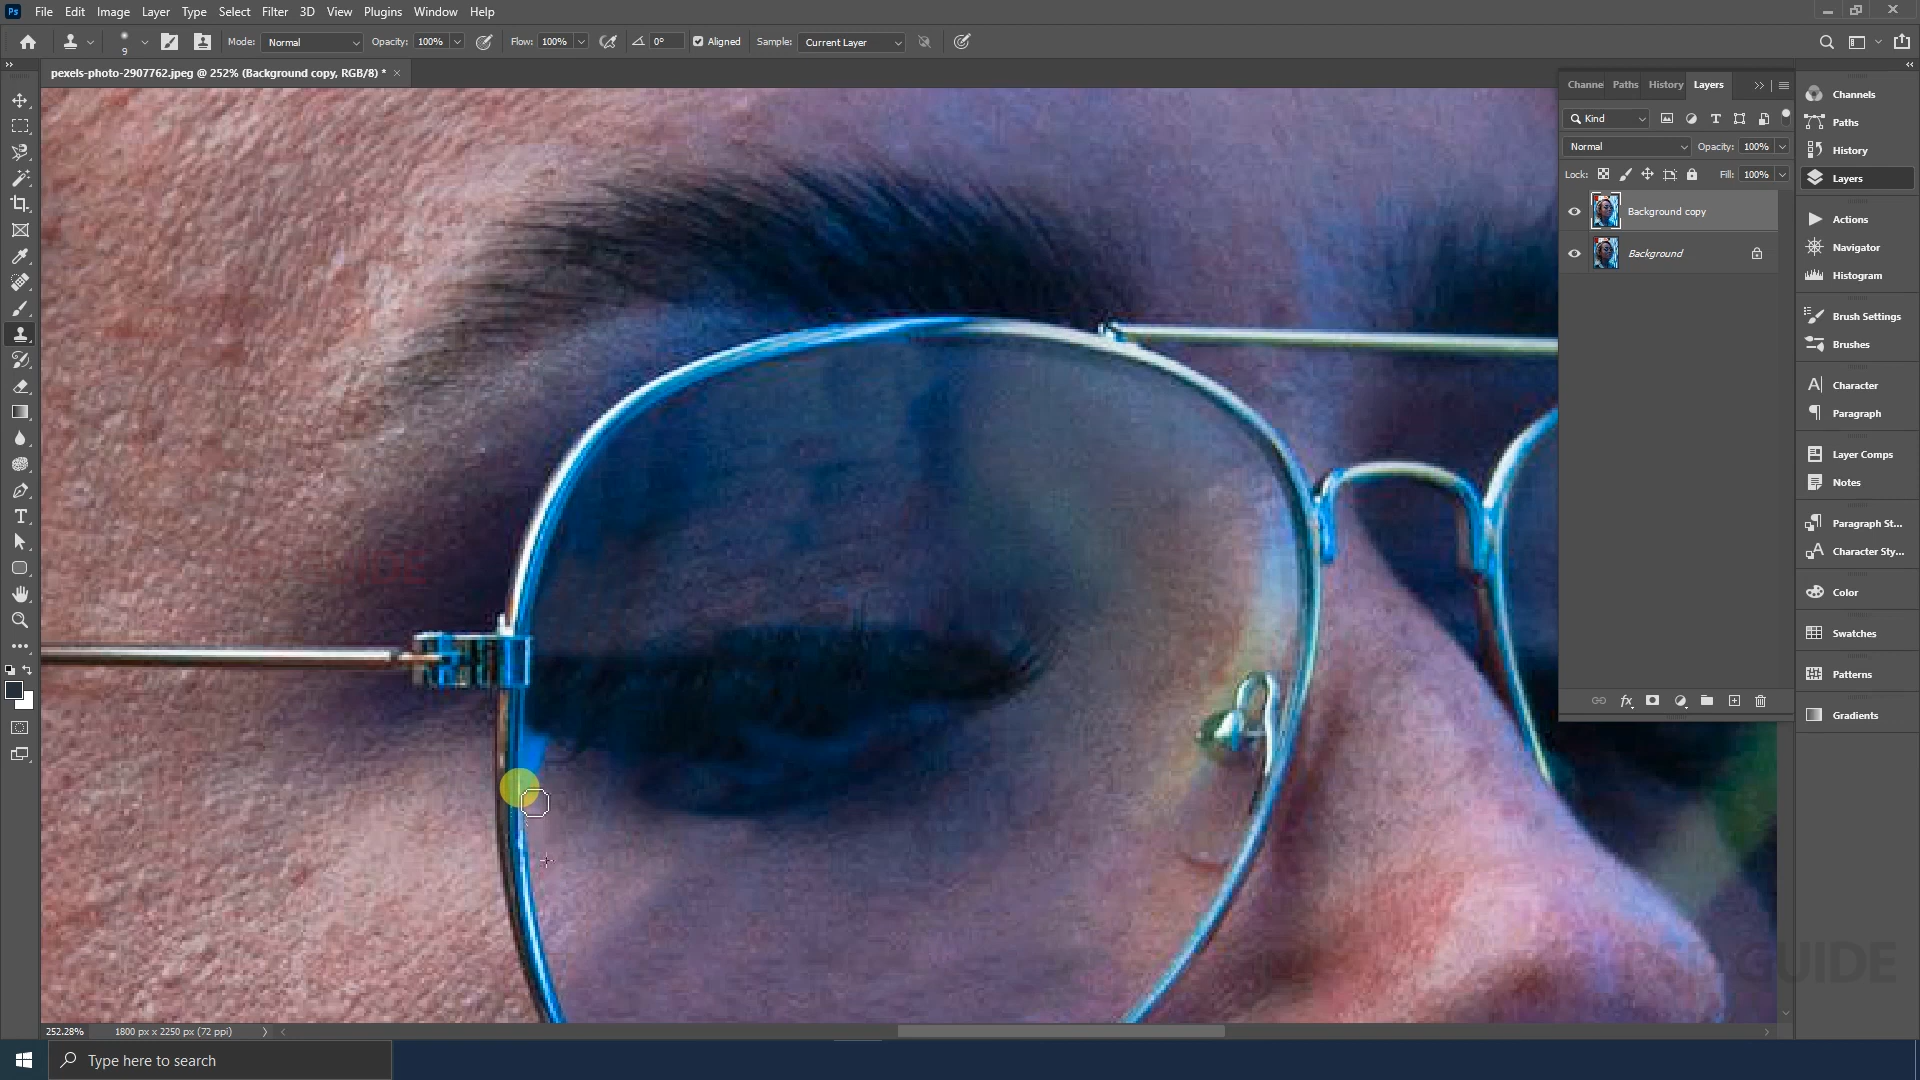 Ps File Edit Image Layer Type Select Filter 3D View Plugins Window Help
9 Mode: Normal Opacity: 100% Flow: 100% 0° Aligned Sample: Current Layer
pexels-photo-2907762.jpeg @ 252% (Background copy, RGB/8) *
Channe Paths History Layers
Kind
Normal Opacity: 100%
Lock: Fill: 100%
Background copy
Background
Channels
Paths
History
Layers
Actions
Navigator
Histogram
Brush Settings
Brushes
Character
Paragraph
Layer Comps
Notes
Paragraph St...
Character Sty...
Color
Swatches
Patterns
Gradients
GUIDE
252.28% 1800 px x 2250 px (72 ppi)
Type here to search